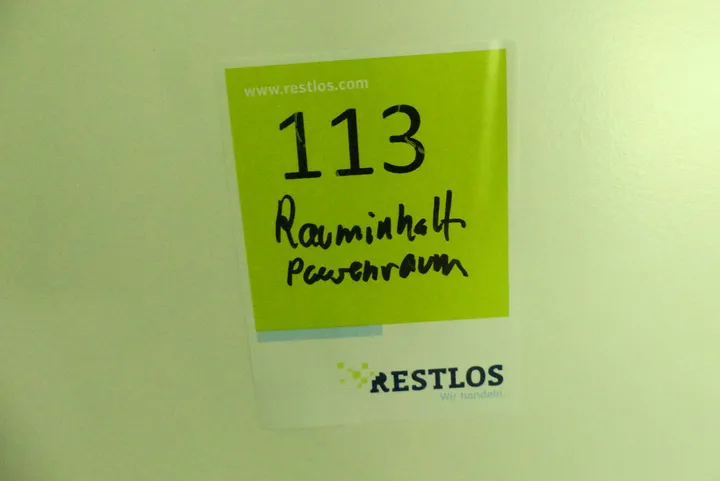 www.restlos.com
113
Rauminhalt
Pausenraum
RESTLOS
Wir handeln.